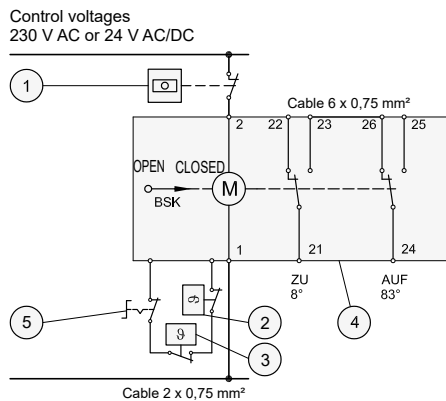 Control voltages
230 V AC or 24 V AC/DC
1
Cable 6 x 0,75 mm²
2
22
23
26
25
OPEN
CLOSED
M
BSK
1
21
24
ZU
8°
AUF
83°
5
ϑ
2
4
ϑ
3
Cable 2 x 0,75 mm²